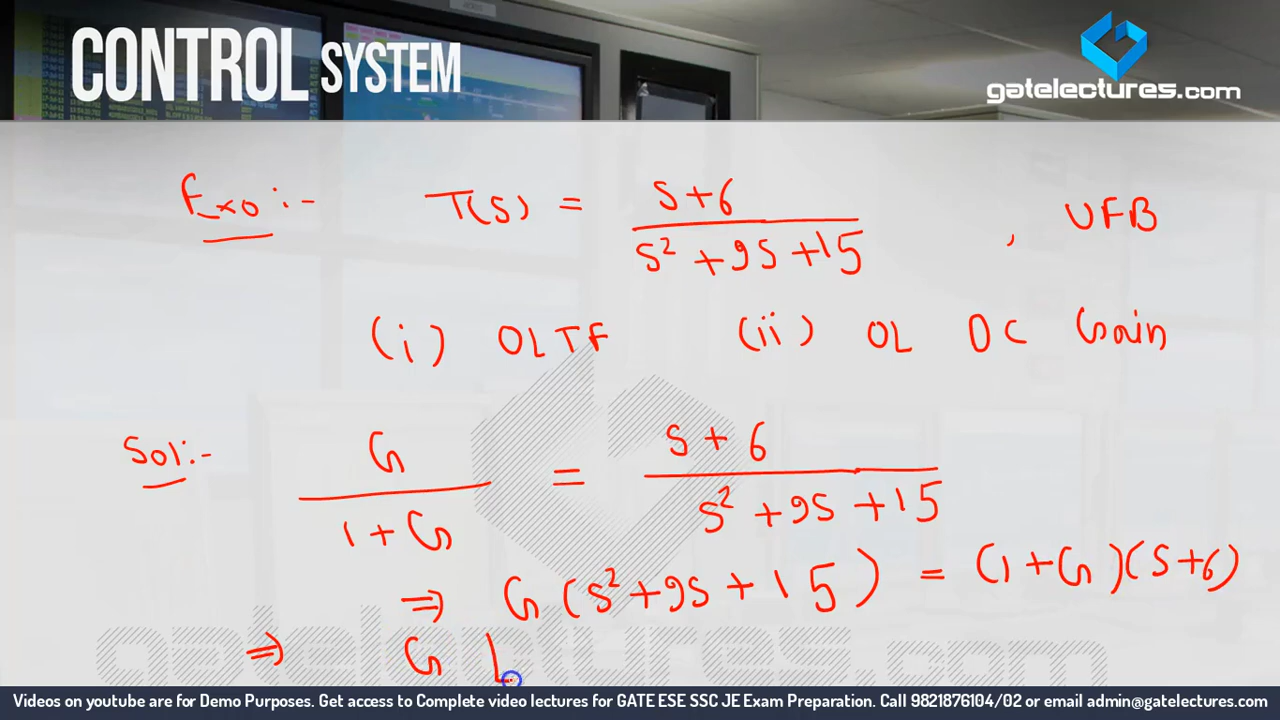 CONTROL SYSTEM
gatelectures.com
Exo :- T(S) = S+6 / S² + 9S + 15 , UFB
(i) OLTF (ii) OL DC Gain
Sol:- G / 1 + G = S + 6 / S² + 9S + 15
⇒ G (S² + 9S + 15) = (1 + G)(S + 6)
⇒ G [
gatelectures.com
Videos on youtube are for Demo Purposes. Get access to Complete video lectures for GATE ESE SSC JE Exam Preparation. Call 9821876104/02 or email admin@gatelectures.com